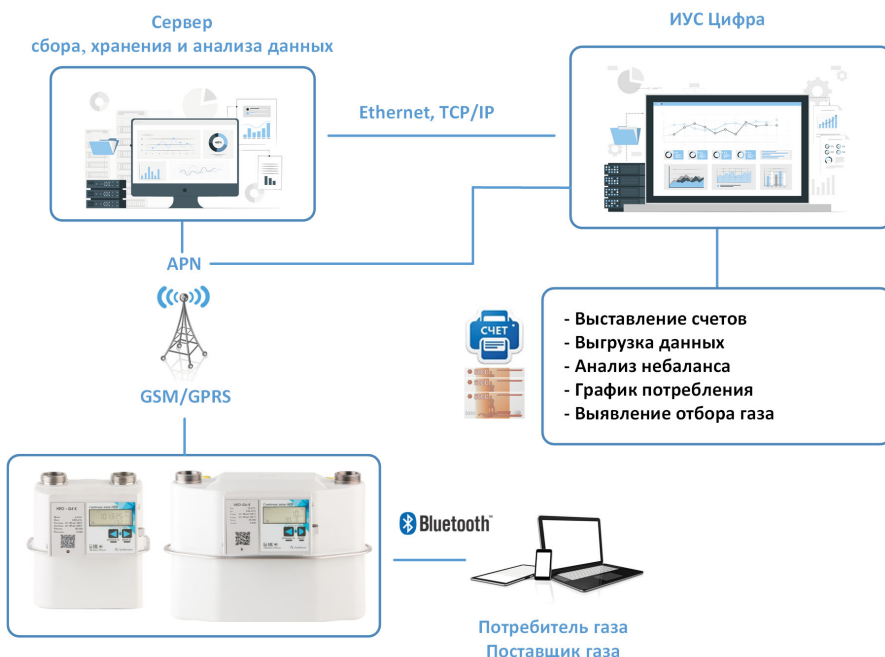 Сервер
сбора, хранения и анализа данных
ИУС Цифра
Ethernet, TCP/IP
APN
GSM/GPRS
СЧЕТ
- Выставление счетов
- Выгрузка данных
- Анализ небаланса
- График потребления
- Выявление отбора газа
Bluetooth™
Потребитель газа
Поставщик газа